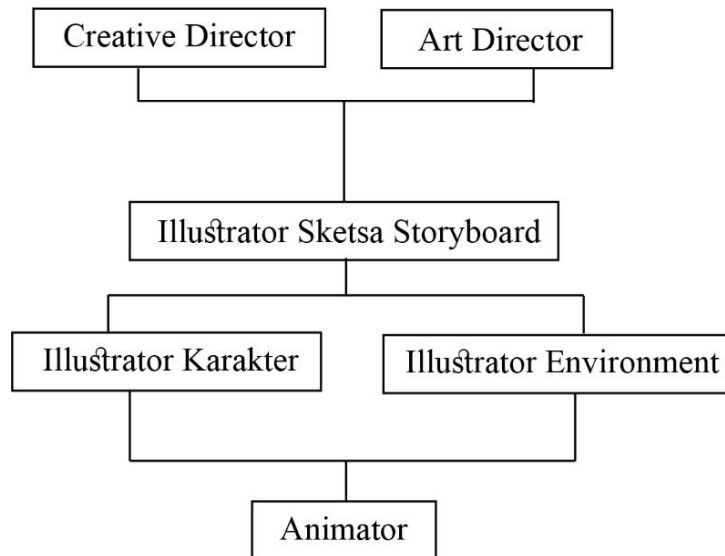 Creative Director
Art Director
Illustrator Sketsa Storyboard
Illustrator Karakter
Illustrator Environment
Animator